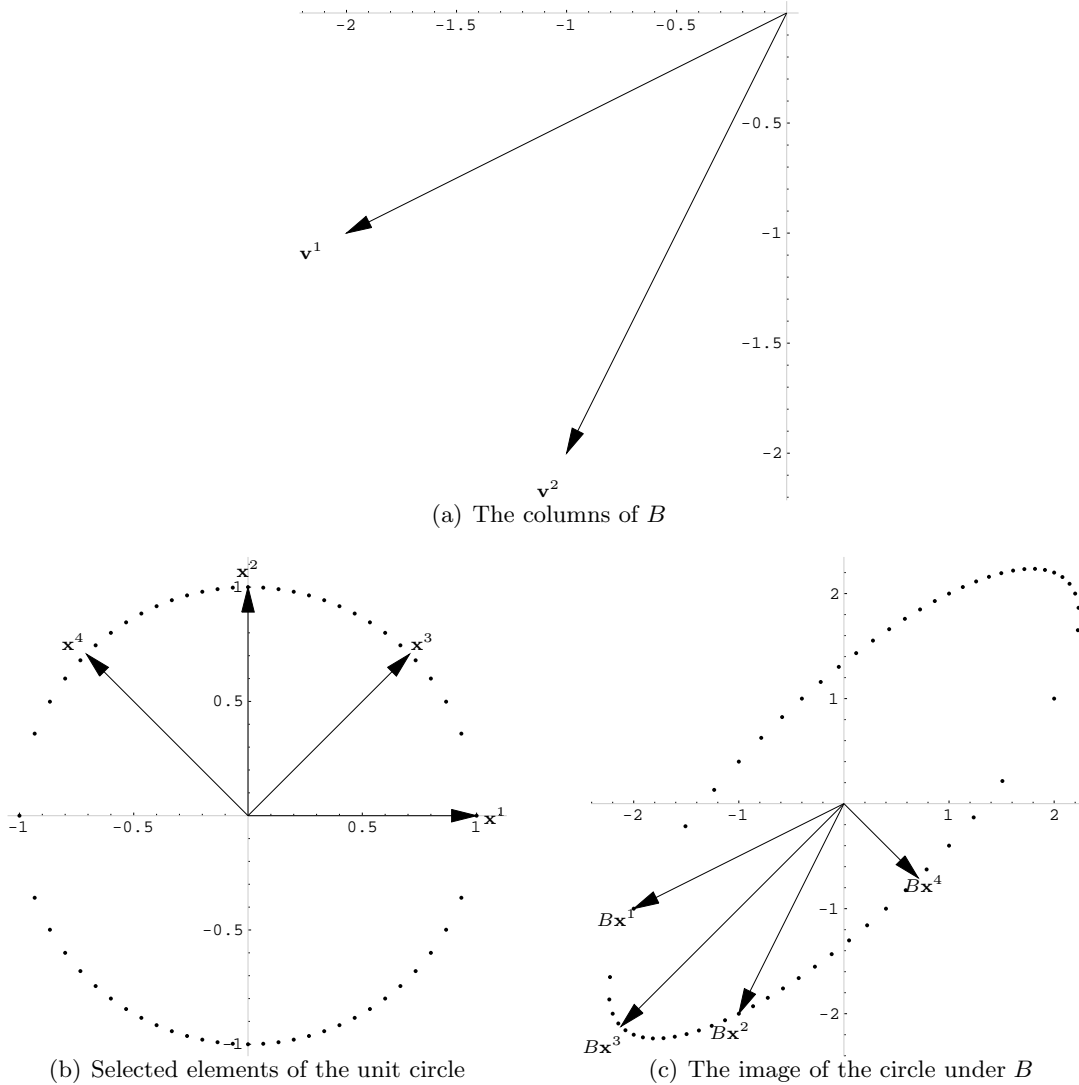 -2 -1.5 -1 -0.5
-0.5
-1
v¹
-1.5
-2
v²
(a) The columns of B
x²
1
x⁴ x³
0.5
-1 -0.5 0.5 1 x¹
-0.5
-1
(b) Selected elements of the unit circle
2
1
-2 -1 1 2
Bx⁴
-1
Bx¹
-2
Bx²
Bx³
(c) The image of the circle under B